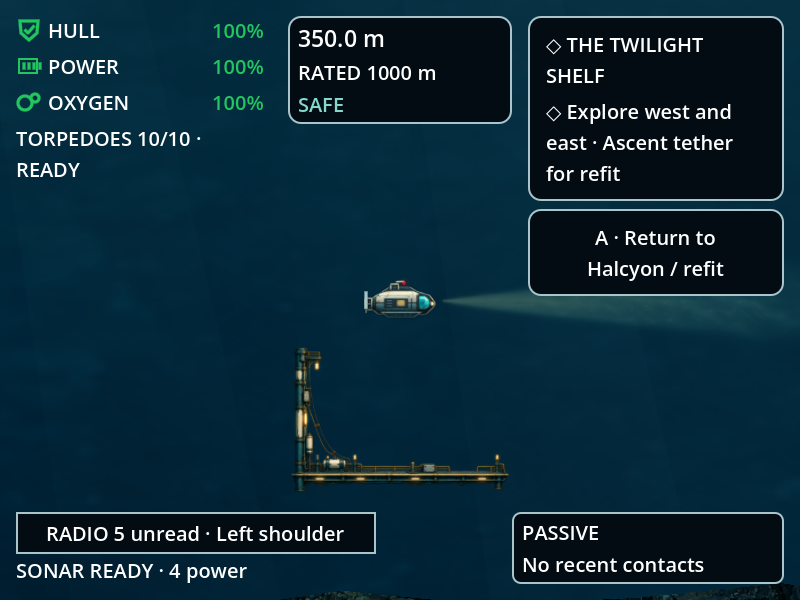 HULL 100%
POWER 100%
OXYGEN 100%
TORPEDOES 10/10 ·
READY
350.0 m
RATED 1000 m
SAFE
◇ THE TWILIGHT
SHELF
◇ Explore west and
east · Ascent tether
for refit
A · Return to
Halcyon / refit
RADIO 5 unread · Left shoulder
SONAR READY · 4 power
PASSIVE
No recent contacts